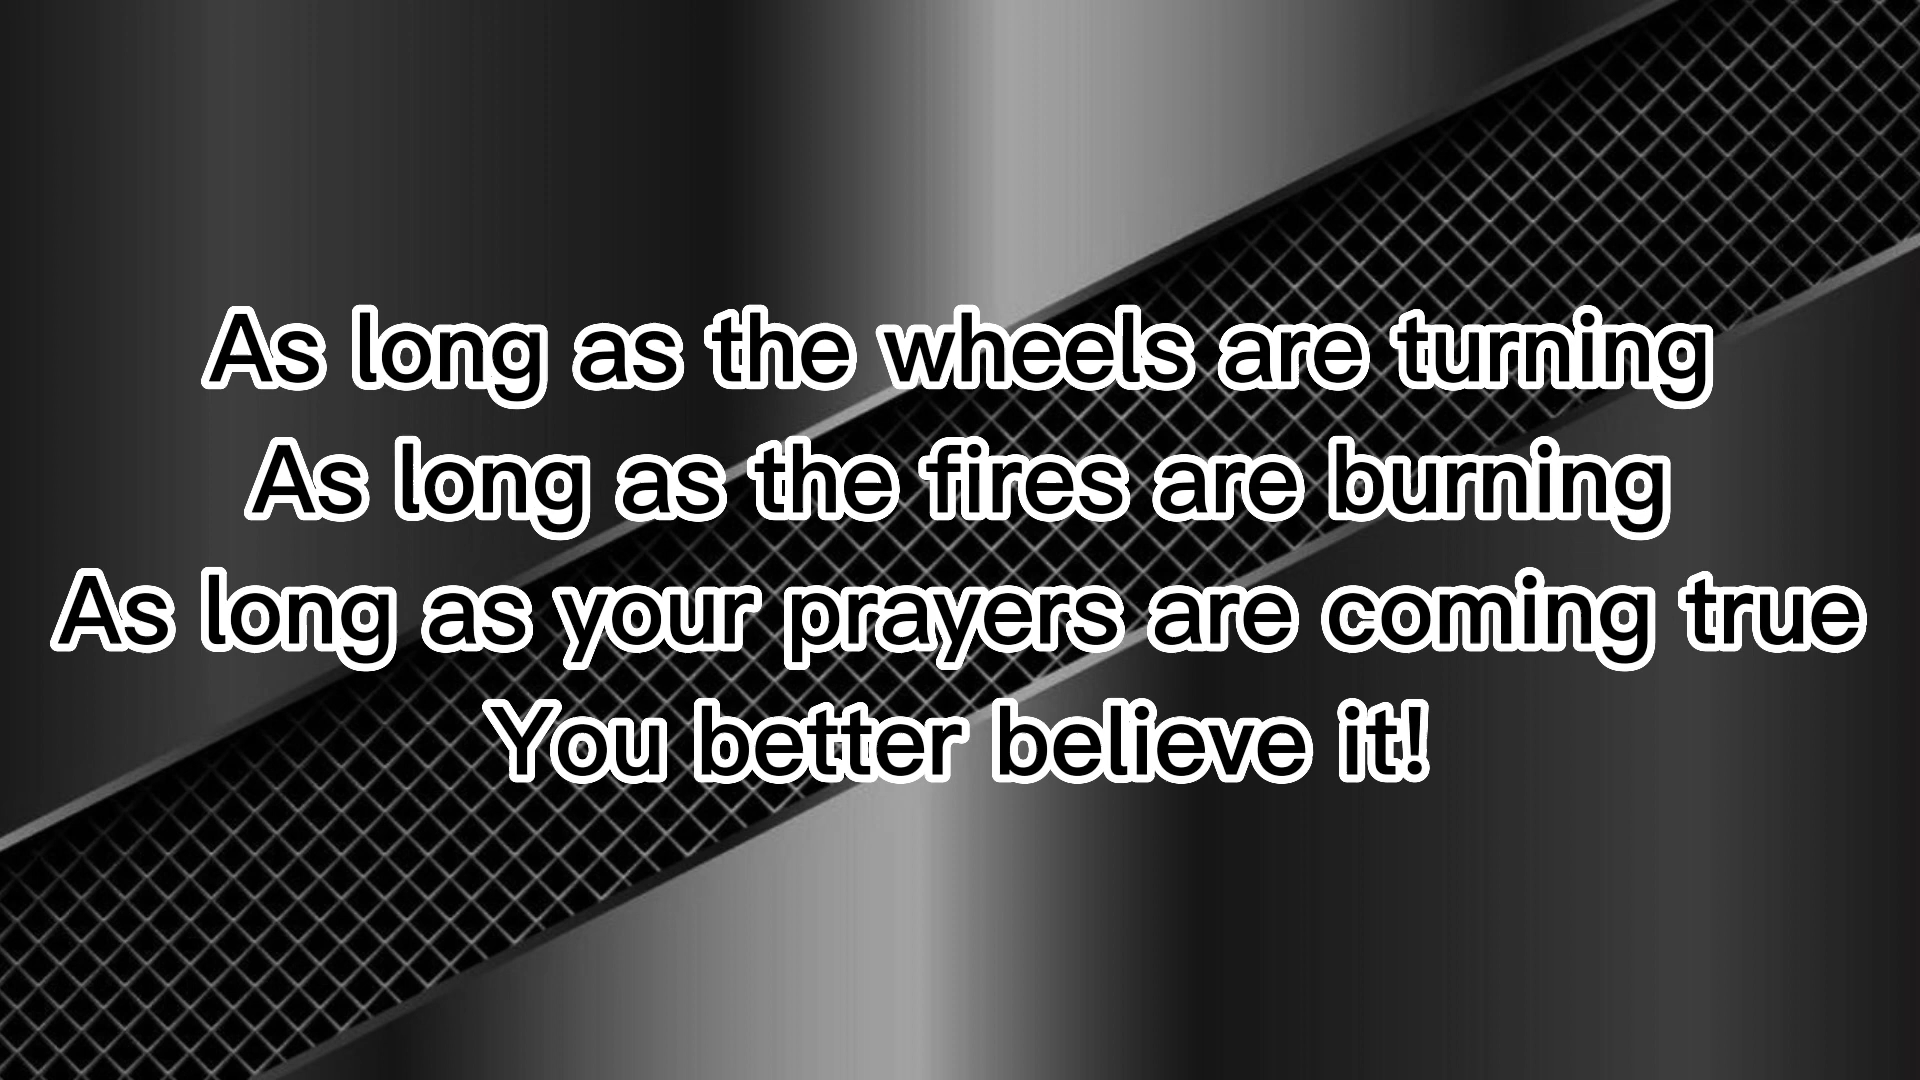 As long as the wheels are turning
As long as the fires are burning
As long as your prayers are coming true
You better believe it!